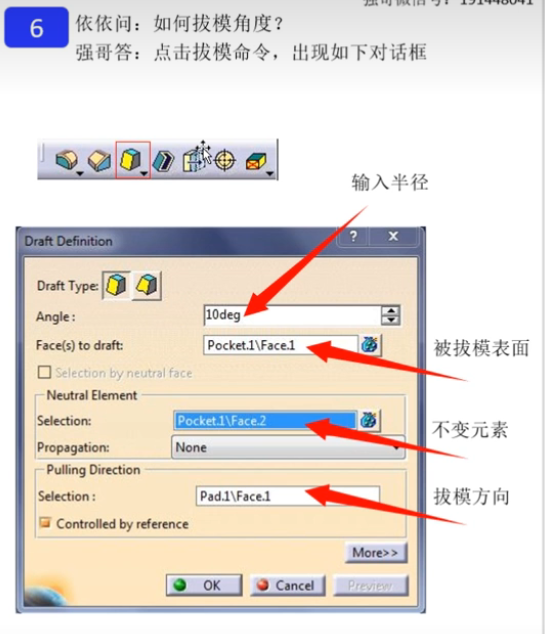 强哥微信号：191448041
6
依依问：如何拔模角度？
强哥答：点击拔模命令，出现如下对话框
输入半径
Draft Definition
? X
Draft Type:
Angle : 10deg
Face(s) to draft: Pocket.1\Face.1
被拔模表面
Selection by neutral face
Neutral Element
Selection: Pocket.1\Face.2
不变元素
Propagation: None
Pulling Direction
Selection : Pad.1\Face.1
拔模方向
Controlled by reference
More>>
OK Cancel Preview